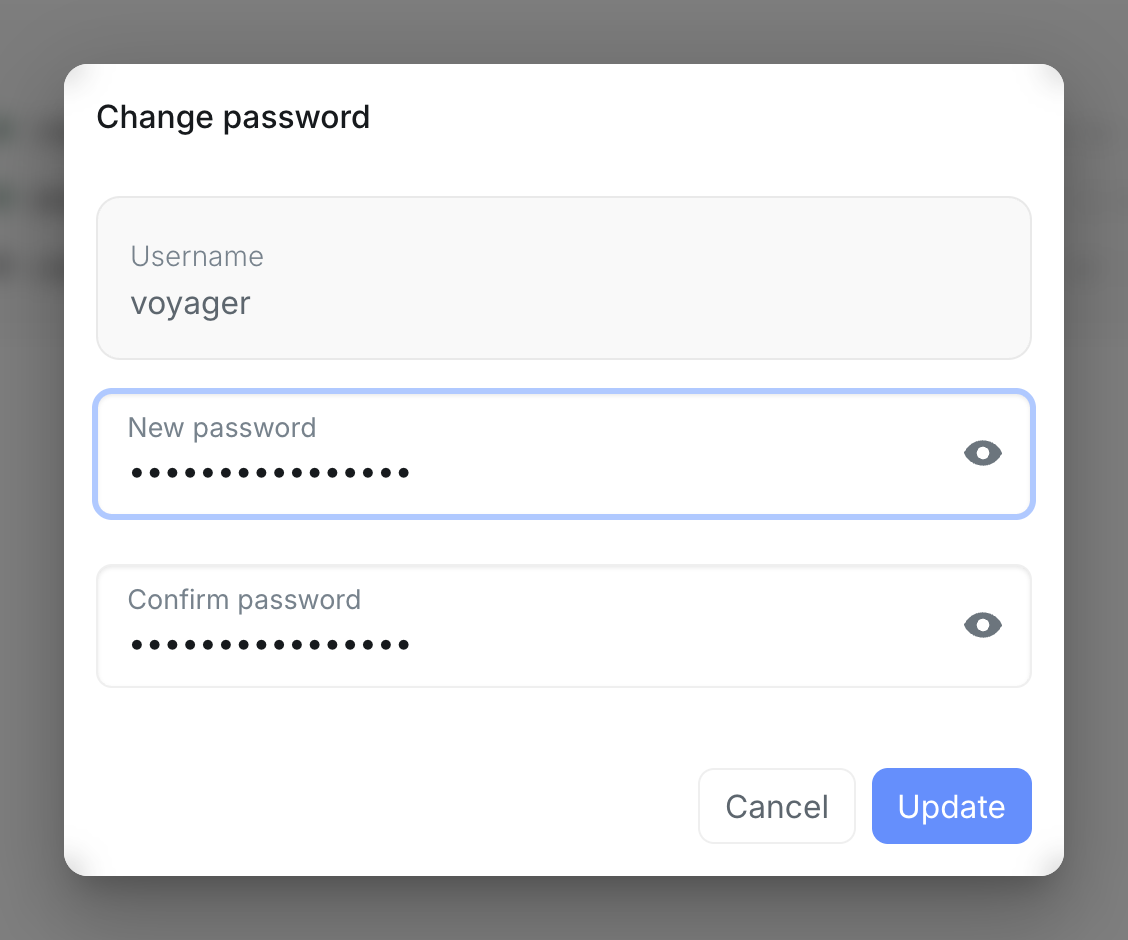 Change password
Username
voyager
New password
••••••••••••••••
Confirm password
••••••••••••••••
Cancel
Update